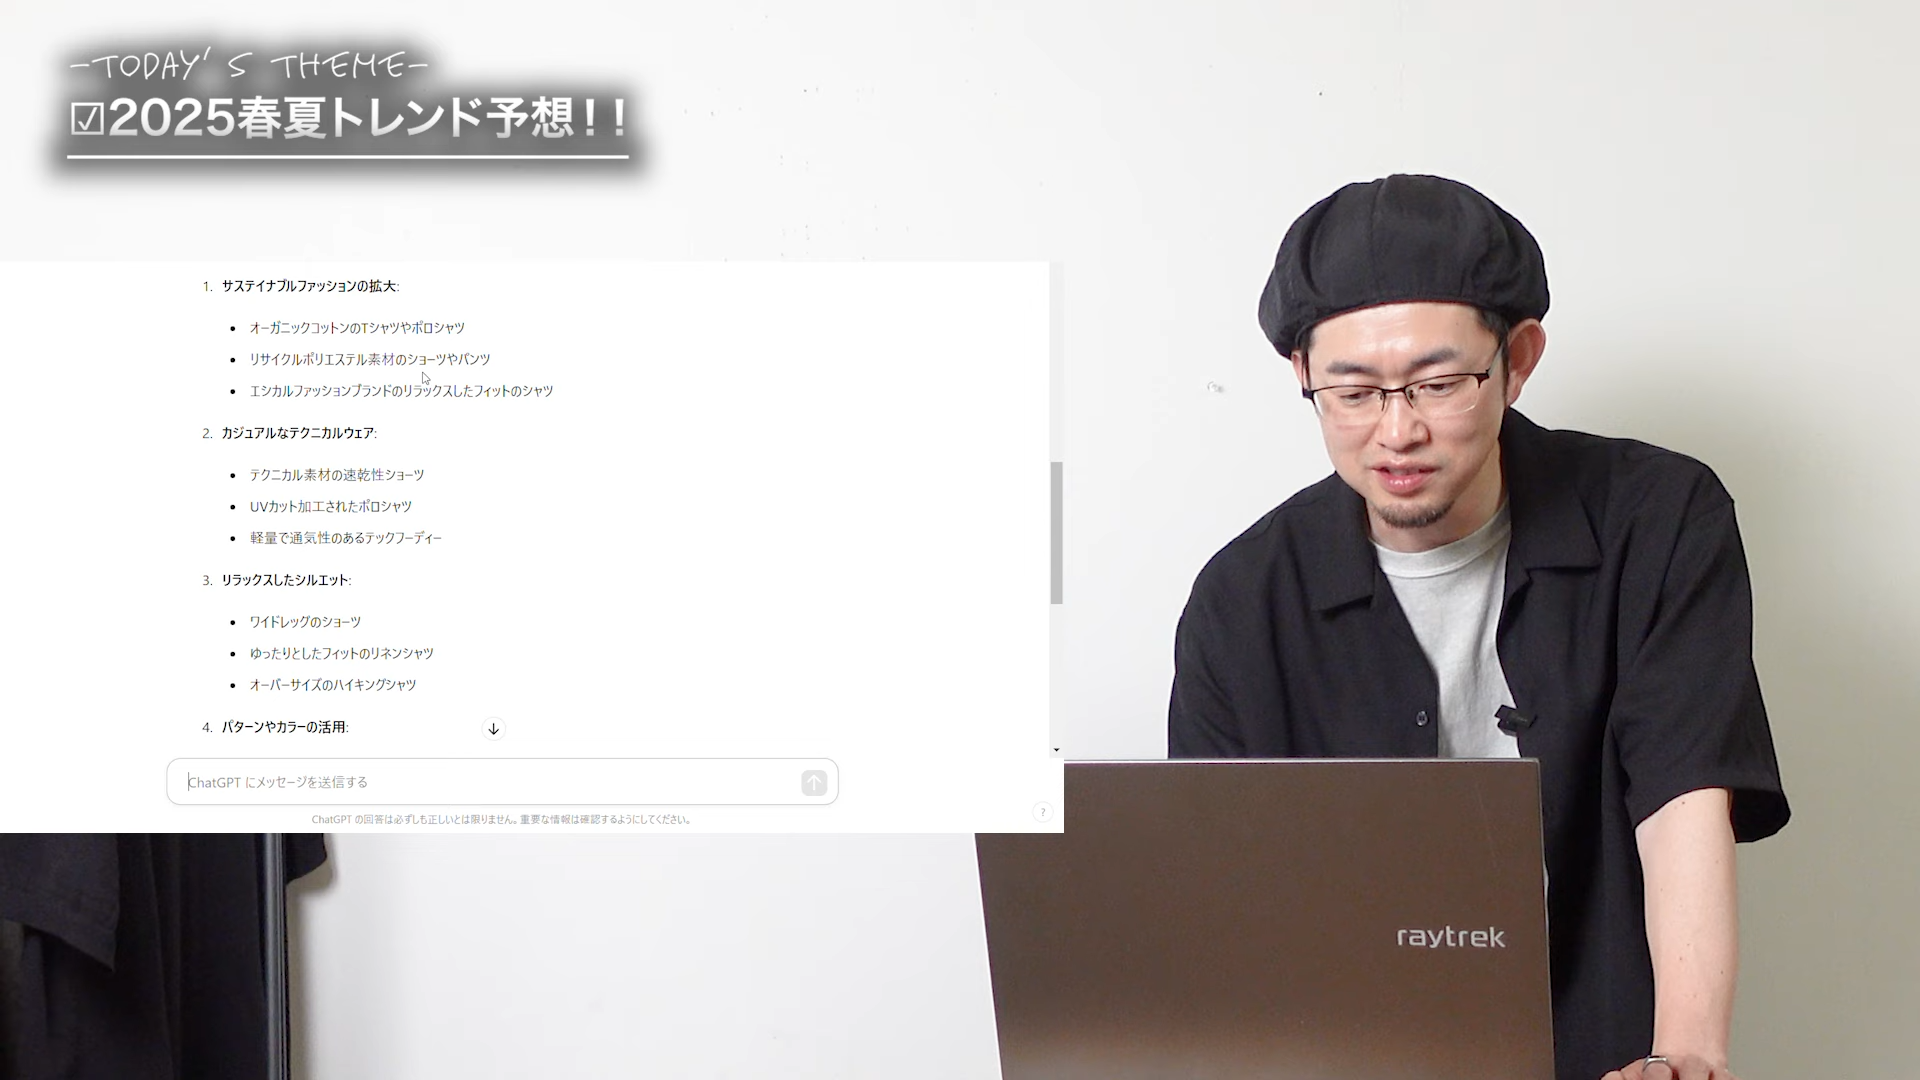 -TODAY'S THEME-
☑2025春夏トレンド予想!!
1. サステイナブルファッションの拡大:
• オーガニックコットンのTシャツやポロシャツ
• リサイクルポリエステル素材のショーツやパンツ
• エシカルファッションブランドのリラックスしたフィットのシャツ
2. カジュアルなテクニカルウェア:
• テクニカル素材の速乾性ショーツ
• UVカット加工されたポロシャツ
• 軽量で通気性のあるテックフーディー
3. リラックスしたシルエット:
• ワイドレッグのショーツ
• ゆったりとしたフィットのリネンシャツ
• オーバーサイズのハイキングシャツ
4. パターンやカラーの活用:
ChatGPT にメッセージを送信する
ChatGPT の回答は必ずしも正しいとは限りません。重要な情報は確認するようにしてください。
?
raytrek